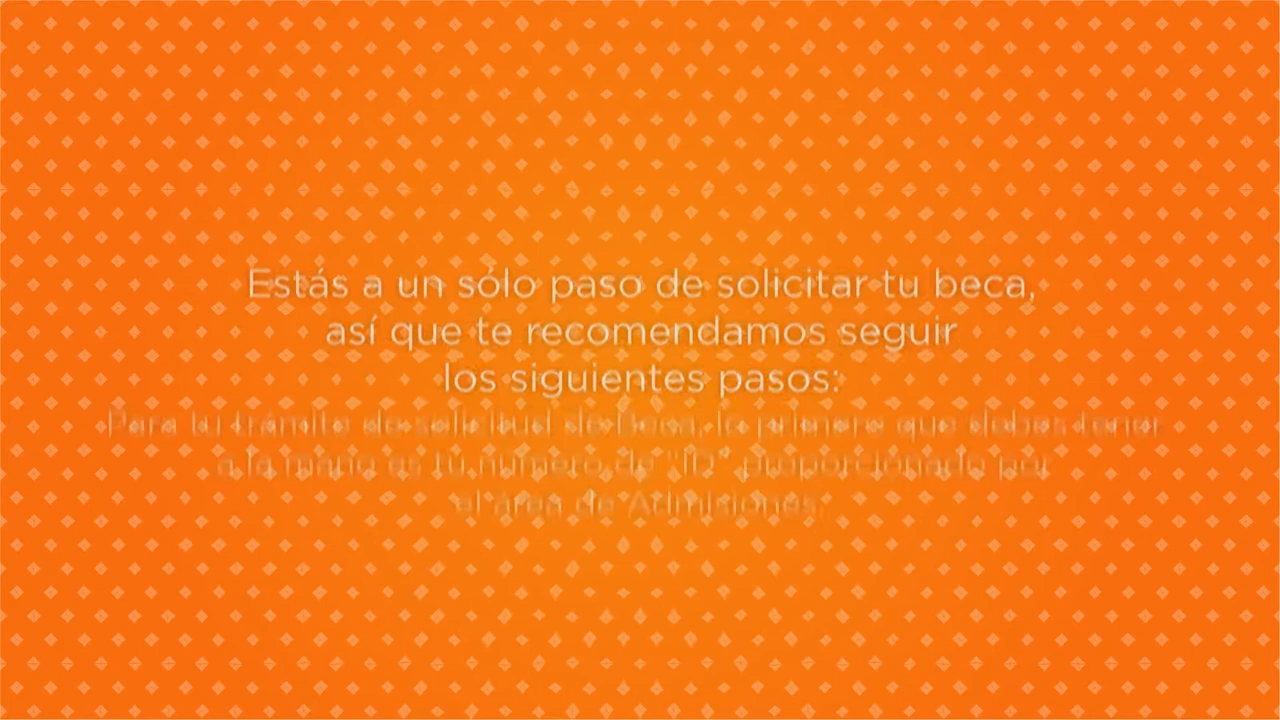 Estás a un sólo paso de solicitar tu beca,
así que te recomendamos seguir
los siguientes pasos:
Para tu trámite de solicitud de beca, lo primero que debes tener
a la mano es tu número de "ID" proporcionado por
el área de Admisiones.